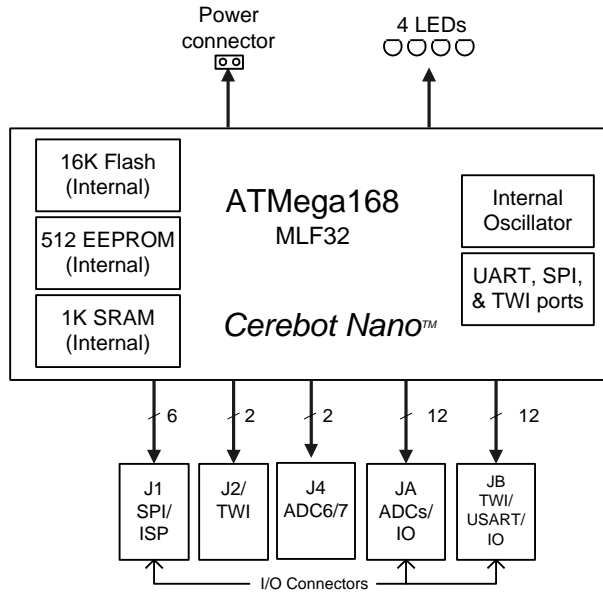 Power
connector
4 LEDs
16K Flash
(Internal)
512 EEPROM
(Internal)
1K SRAM
(Internal)
ATMega168
MLF32
Cerebot Nano™
Internal
Oscillator
UART, SPI,
& TWI ports
6
2
2
12
12
J1
SPI/
ISP
J2/
TWI
J4
ADC6/7
JA
ADCs/
IO
JB
TWI/
USART/
IO
I/O Connectors